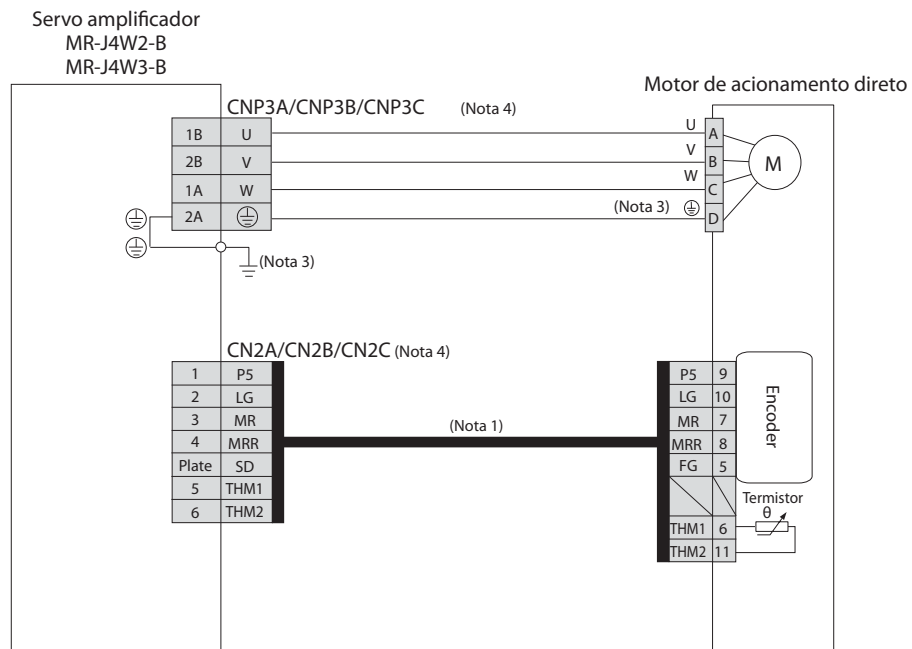 Servo amplificador
MR-J4W2-B
MR-J4W3-B
Motor de acionamento direto
CNP3A/CNP3B/CNP3C (Nota 4)
1B U U A
2B V V B
M
1A W W C
2A (Nota 3) D
(Nota 3)
CN2A/CN2B/CN2C (Nota 4)
1 P5 P5 9
2 LG LG 10
3 MR MR 7
4 MRR (Nota 1) MRR 8
Plate SD FG 5
Encoder
5 THM1
6 THM2
Termistor
θ
THM1 6
THM2 11